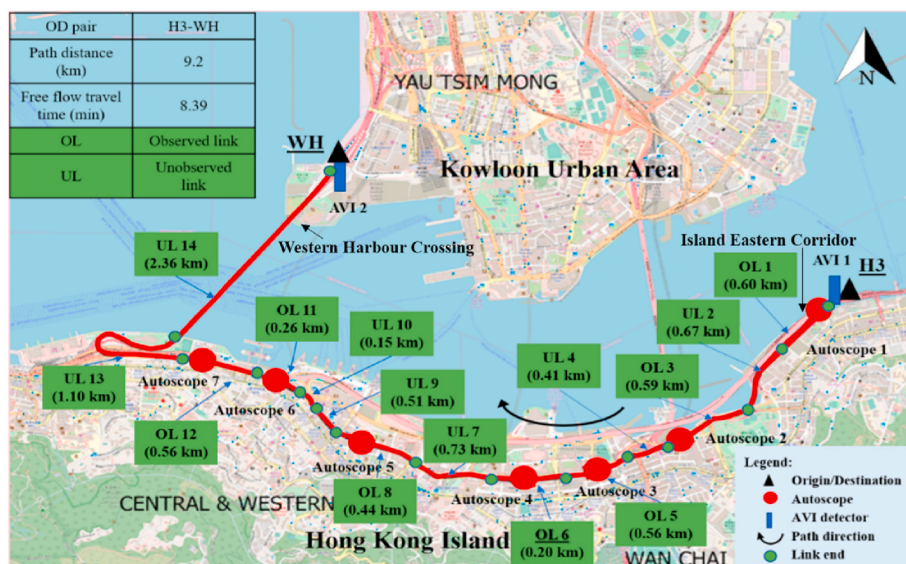 OD pair H3-WH
Path distance
(km)
9.2
Free flow travel
time (min)
8.39
OL Observed link
UL Unobserved
link
YAU TSIM MONG
WH
Kowloon Urban Area
AVI 2
Western Harbour Crossing
Island Eastern Corridor
AVI 1
H3
UL 14
(2.36 km)
OL 1
(0.60 km)
OL 11
(0.26 km)
UL 10
(0.15 km)
UL 2
(0.67 km)
UL 4
(0.41 km)
OL 3
(0.59 km)
Autoscope 1
UL 13
(1.10 km)
Autoscope 7
UL 9
(0.51 km)
Autoscope 6
OL 12
(0.56 km)
UL 7
(0.73 km)
Autoscope 2
Autoscope 5
Autoscope 3
Autoscope 4
OL 8
(0.44 km)
OL 5
(0.56 km)
OL 6
(0.20 km)
CENTRAL & WESTERN
Hong Kong Island
WAN CHAI
Legend:
Origin/Destination
Autoscope
AVI detector
Path direction
Link end
N